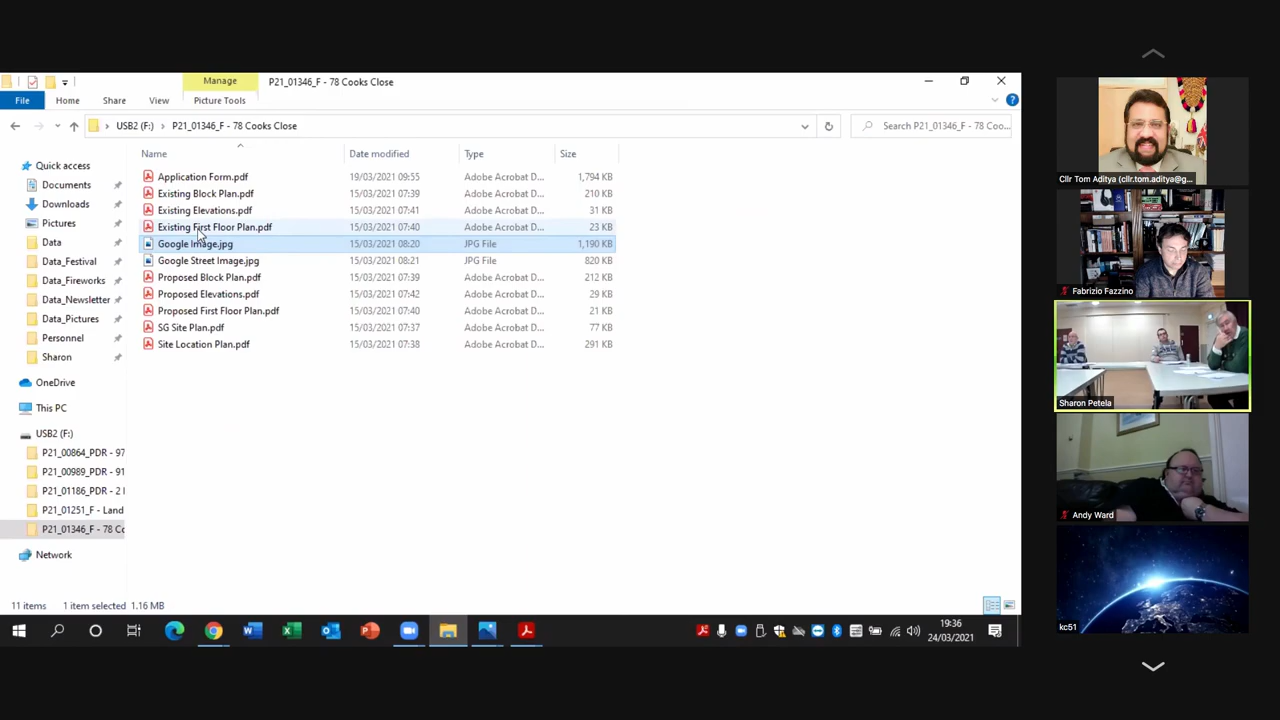 Manage
P21_01346_F - 78 Cooks Close
File
Home
Share
View
Picture Tools
USB2 (F:)
P21_01346_F - 78 Cooks Close
Search P21_01346_F - 78 Coo...
Name
Date modified
Type
Size
Application Form.pdf 19/03/2021 09:55 Adobe Acrobat D... 1,794 KB
Existing Block Plan.pdf 15/03/2021 07:39 Adobe Acrobat D... 210 KB
Existing Elevations.pdf 15/03/2021 07:41 Adobe Acrobat D... 31 KB
Existing First Floor Plan.pdf 15/03/2021 07:40 Adobe Acrobat D... 23 KB
Google Image.jpg 15/03/2021 08:20 JPG File 1,190 KB
Google Street Image.jpg 15/03/2021 08:21 JPG File 820 KB
Proposed Block Plan.pdf 15/03/2021 07:39 Adobe Acrobat D... 212 KB
Proposed Elevations.pdf 15/03/2021 07:42 Adobe Acrobat D... 29 KB
Proposed First Floor Plan.pdf 15/03/2021 07:40 Adobe Acrobat D... 21 KB
SG Site Plan.pdf 15/03/2021 07:37 Adobe Acrobat D... 77 KB
Site Location Plan.pdf 15/03/2021 07:38 Adobe Acrobat D... 291 KB
Quick access
Documents
Downloads
Pictures
Data
Data_Festival
Data_Fireworks
Data_Newsletter
Data_Pictures
Personnel
Sharon
OneDrive
This PC
USB2 (F:)
P21_00864_PDR - 97
P21_00989_PDR - 91
P21_01186_PDR - 2
P21_01251_F - Land
P21_01346_F - 78 Cc
Network
11 items
1 item selected 1.16 MB
19:36
24/03/2021
Cllr Tom Aditya (cllr.tom.aditya@g...
Fabrizio Fazzino
Sharon Petela
Andy Ward
kc51